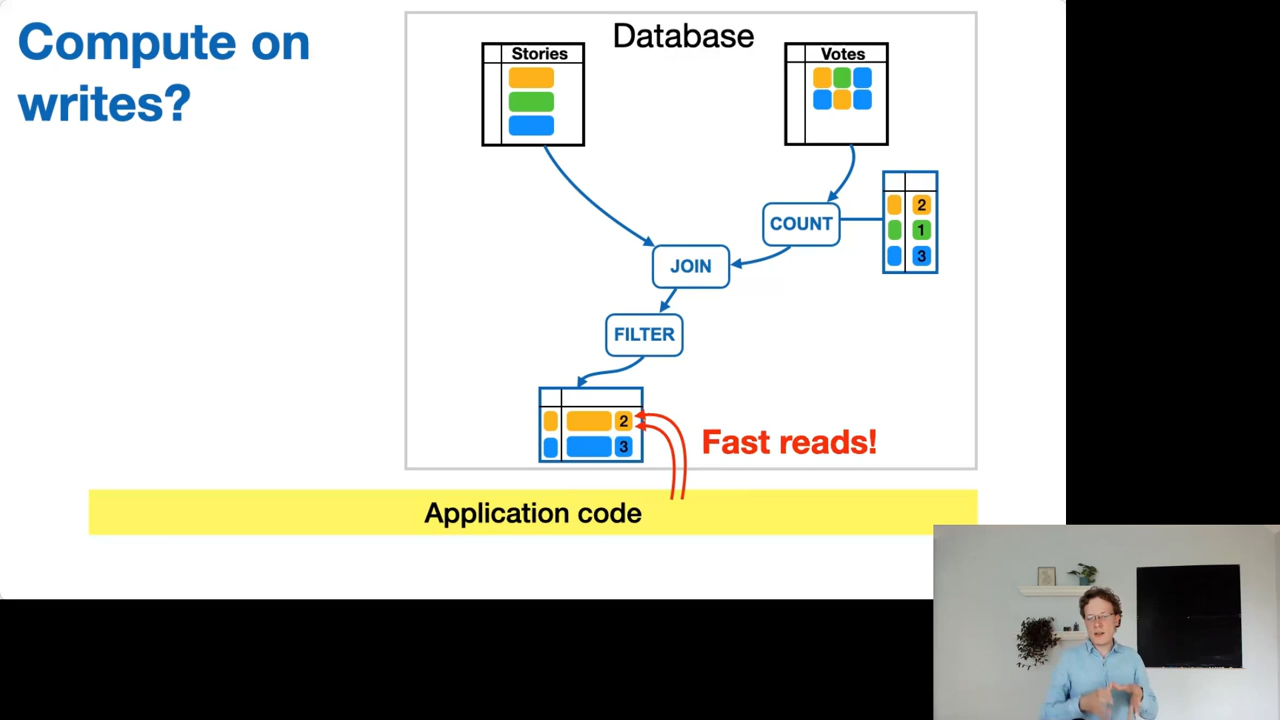 Compute on
writes?
Database
Stories
Votes
COUNT
2
1
3
JOIN
FILTER
2
3
Fast reads!
Application code